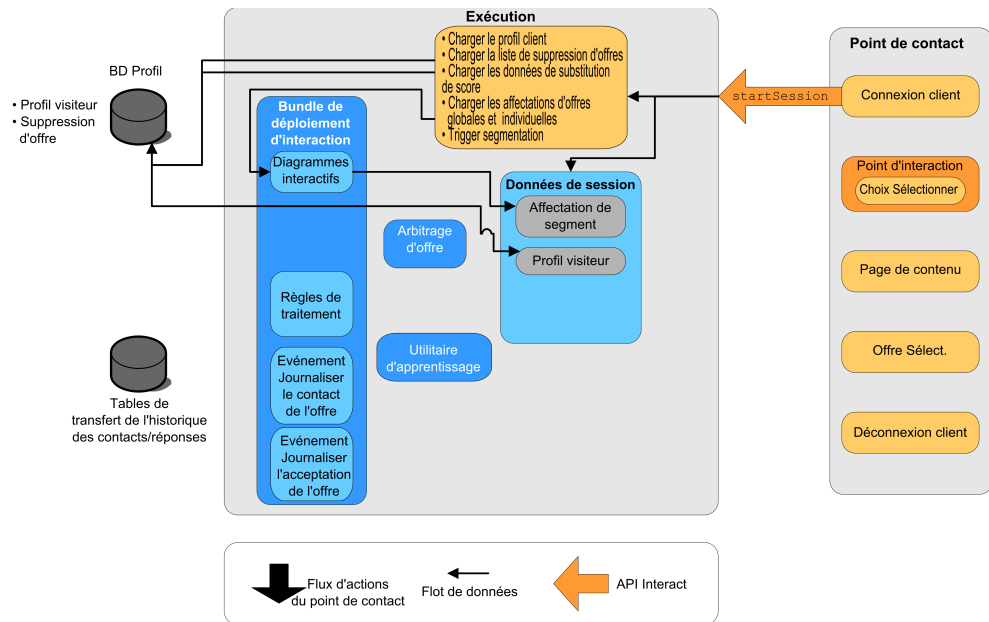 Exécution
• Charger le profil client
• Charger la liste de suppression d'offres
• Charger les données de substitution
de score
• Charger les affectations d'offres
globales et individuelles
• Trigger segmentation
Point de contact
startSession
Connexion client
Point d'interaction
Choix Sélectionner
Page de contenu
Offre Sélect.
Déconnexion client
BD Profil
• Profil visiteur
• Suppression
d'offre
Bundle de
déploiement
d'interaction
Diagrammes
interactifs
Données de session
Affectation de
segment
Profil visiteur
Arbitrage
d'offre
Règles de
traitement
Utilitaire
d'apprentissage
Evénement
Journaliser
le contact
de l'offre
Evénement
Journaliser
l'acceptation
de l'offre
Tables de
transfert de l'historique
des contacts/réponses
Flux d'actions
du point de contact
Flot de données
API Interact